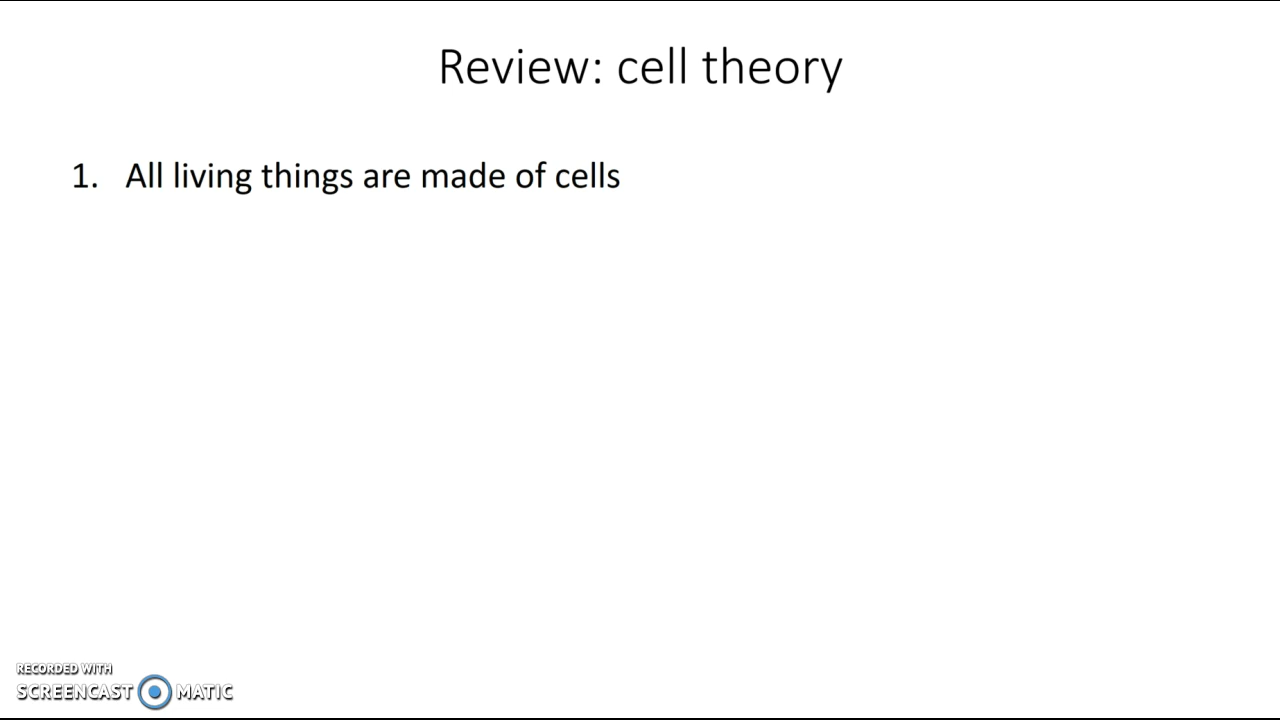 Review: cell theory
1. All living things are made of cells
RECORDED WITH
SCREENCAST MATIC